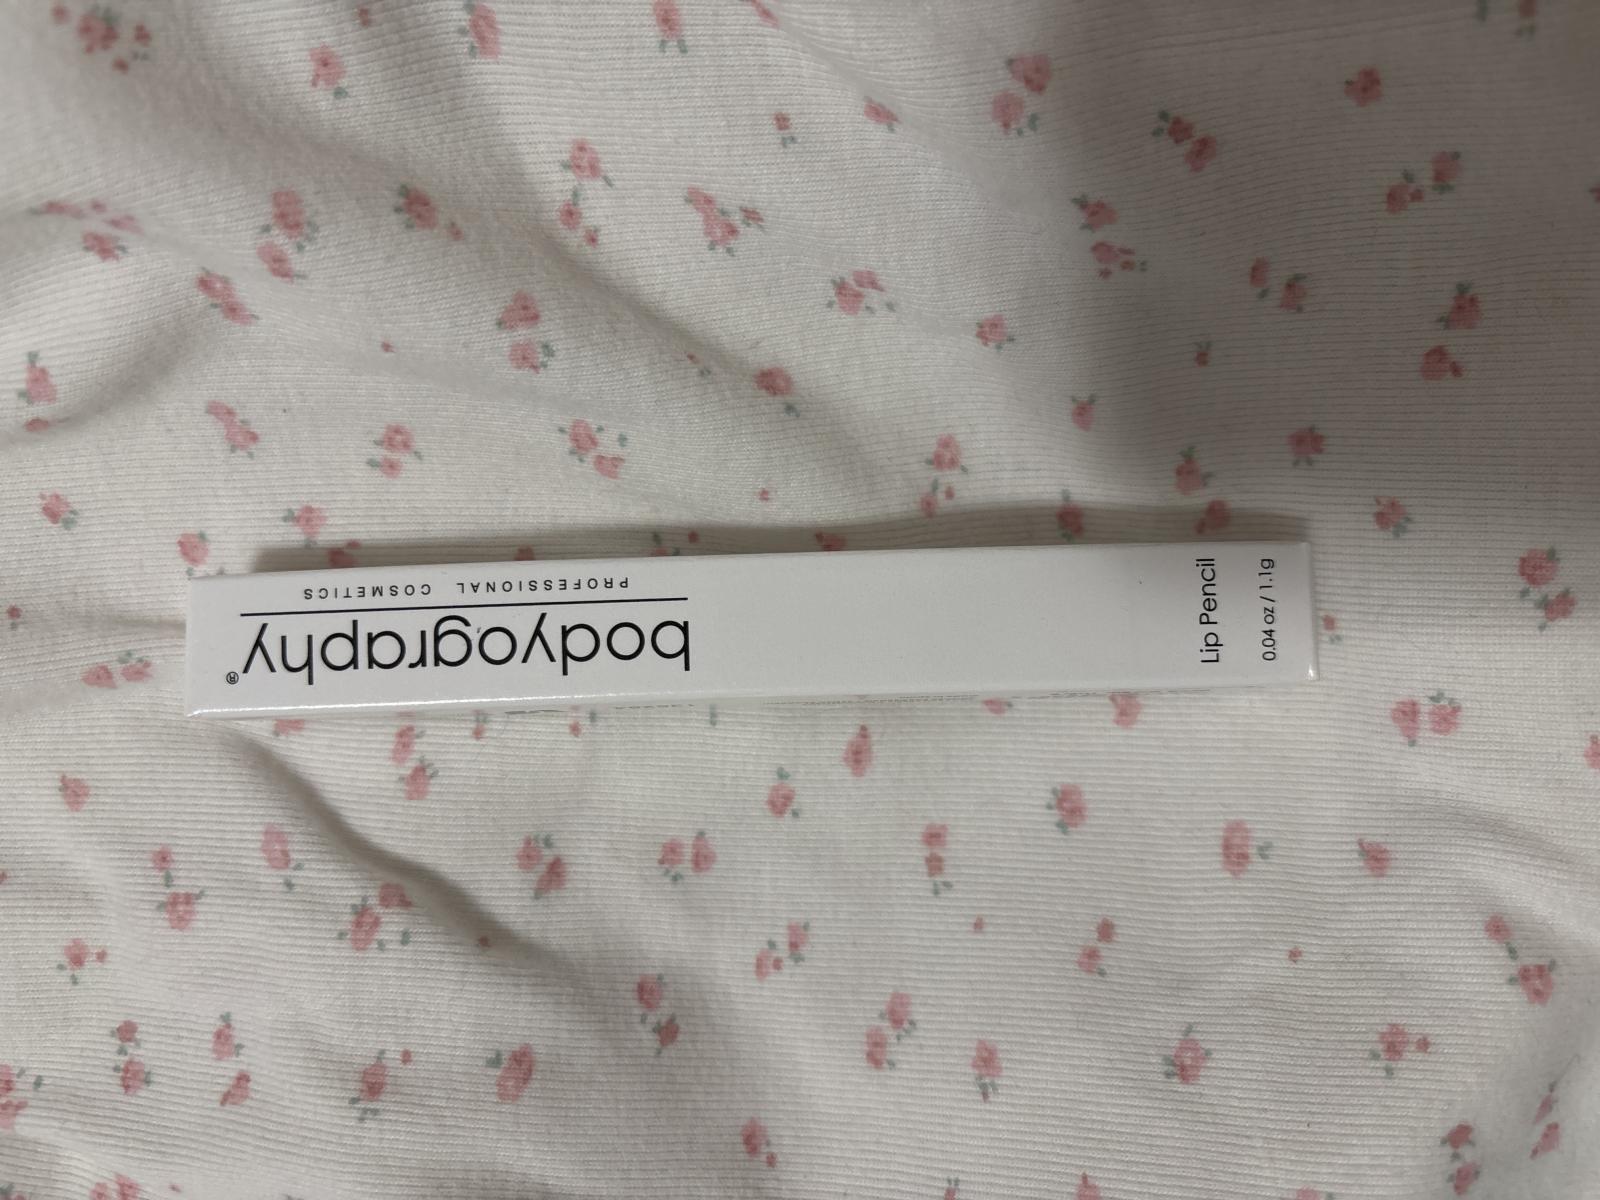 bodyography®
PROFESSIONAL COSMETICS
Lip Pencil
0.04 oz / 1.1g